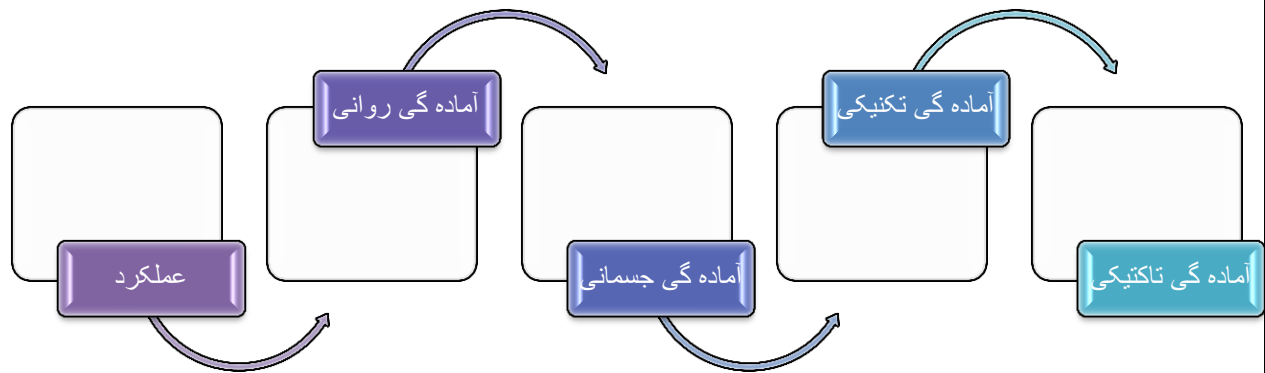 عملکرد
آماده گی روانی
آماده گی جسمانی
آماده گی تکنیکی
آماده گی تاکتیکی